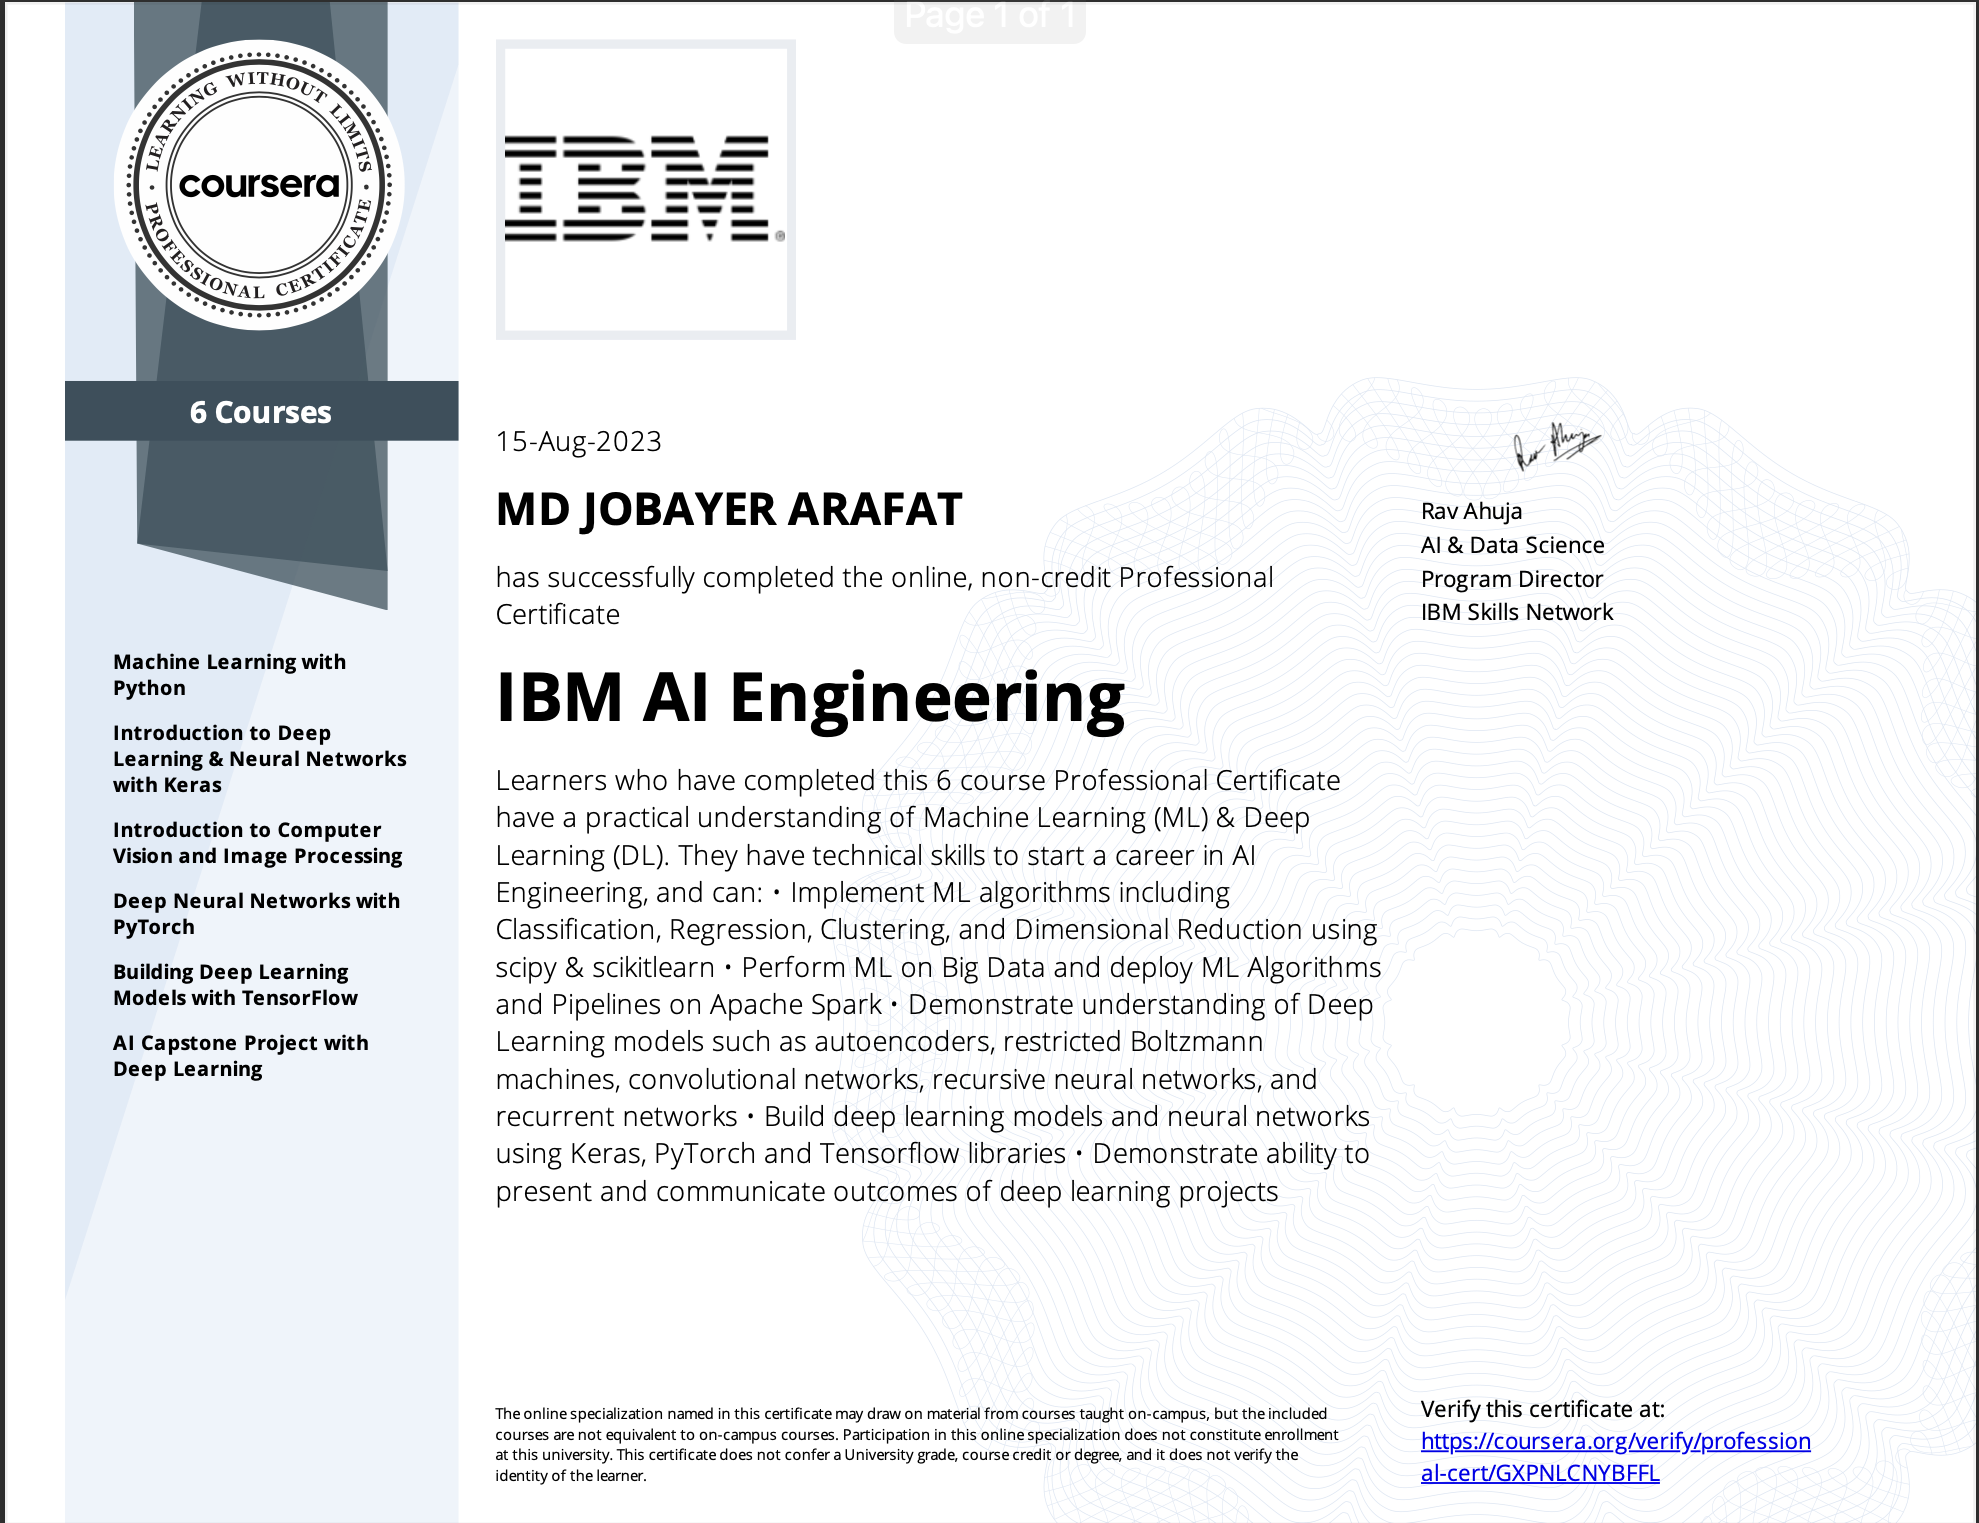 Page 1 of 1
LEARNING WITHOUT LIMITS
coursera
PROFESSIONAL CERTIFICATE
6 Courses
Machine Learning with
Python
Introduction to Deep
Learning & Neural Networks
with Keras
Introduction to Computer
Vision and Image Processing
Deep Neural Networks with
PyTorch
Building Deep Learning
Models with TensorFlow
AI Capstone Project with
Deep Learning
IBM®
15-Aug-2023
MD JOBAYER ARAFAT
has successfully completed the online, non-credit Professional
Certificate
IBM AI Engineering
Learners who have completed this 6 course Professional Certificate
have a practical understanding of Machine Learning (ML) & Deep
Learning (DL). They have technical skills to start a career in AI
Engineering, and can: • Implement ML algorithms including
Classification, Regression, Clustering, and Dimensional Reduction using
scipy & scikitlearn • Perform ML on Big Data and deploy ML Algorithms
and Pipelines on Apache Spark • Demonstrate understanding of Deep
Learning models such as autoencoders, restricted Boltzmann
machines, convolutional networks, recursive neural networks, and
recurrent networks • Build deep learning models and neural networks
using Keras, PyTorch and Tensorflow libraries • Demonstrate ability to
present and communicate outcomes of deep learning projects
Rav Ahuja
Rav Ahuja
AI & Data Science
Program Director
IBM Skills Network
The online specialization named in this certificate may draw on material from courses taught on-campus, but the included
courses are not equivalent to on-campus courses. Participation in this online specialization does not constitute enrollment
at this university. This certificate does not confer a University grade, course credit or degree, and it does not verify the
identity of the learner.
Verify this certificate at:
https://coursera.org/verify/profession
al-cert/GXPNLCNYBFFL